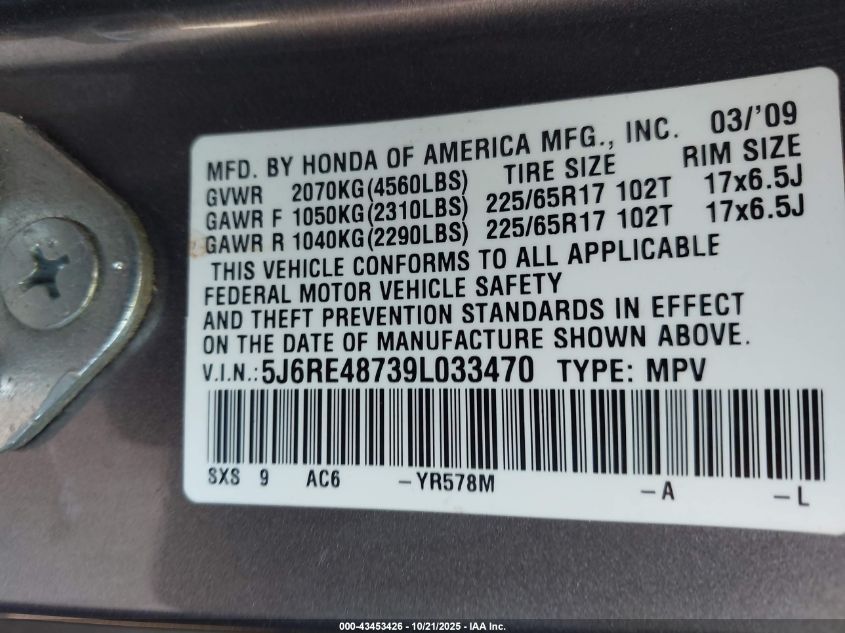 MFD. BY HONDA OF AMERICA MFG., INC. 03/'09
GVWR 2070KG(4560LBS) TIRE SIZE RIM SIZE
GAWR F 1050KG(2310LBS) 225/65R17 102T 17x6.5J
GAWR R 1040KG(2290LBS) 225/65R17 102T 17x6.5J
THIS VEHICLE CONFORMS TO ALL APPLICABLE
FEDERAL MOTOR VEHICLE SAFETY
AND THEFT PREVENTION STANDARDS IN EFFECT
ON THE DATE OF MANUFACTURE SHOWN ABOVE.
V.I.N.:5J6RE48739L033470 TYPE: MPV
SXS 9 AC6 -YR578M -A -L
000-43453426 - 10/21/2025 - IAA Inc.